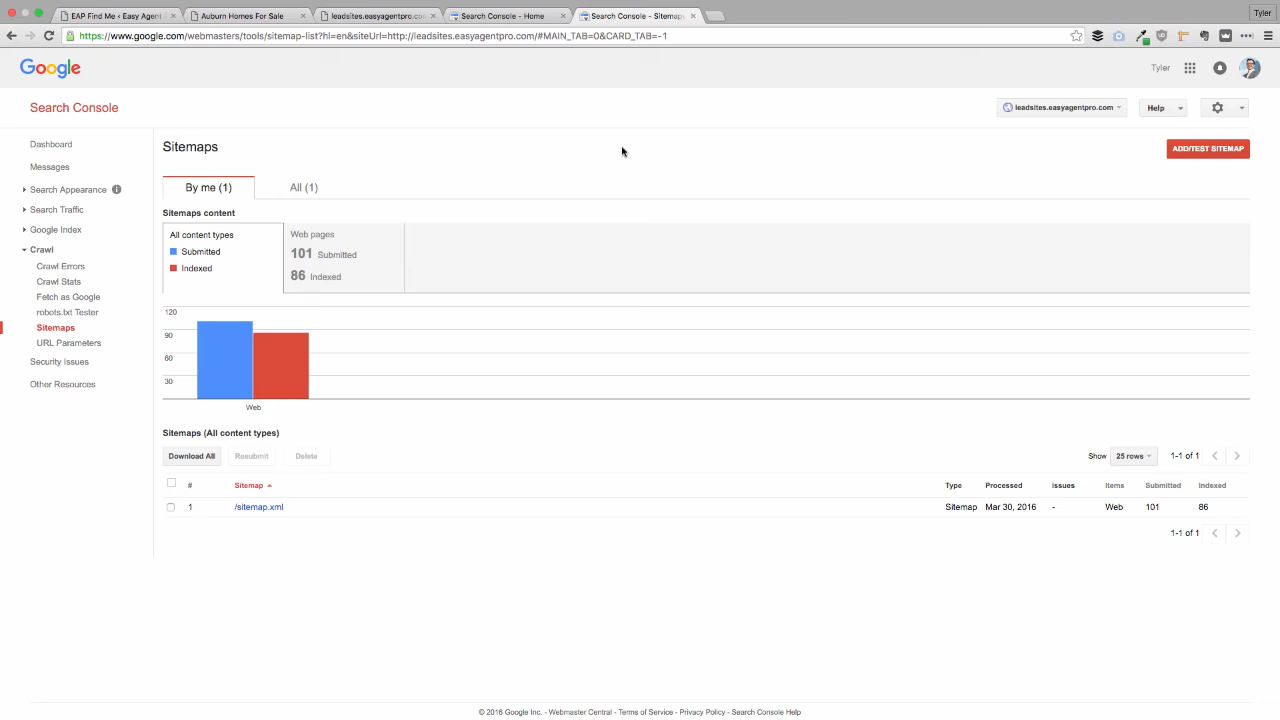 EAP Find Me < Easy Agent
Auburn Homes For Sale
leadsites.easyagentpro.com
Search Console - Home
Search Console - Sitemaps
Tyler
https://www.google.com/webmasters/tools/sitemap-list?hl=en&siteUrl=http://leadsites.easyagentpro.com/#MAIN_TAB=0&CARD_TAB=-1
Google
Tyler
Search Console
leadsites.easyagentpro.com
Help
Dashboard
Messages
Search Appearance
Search Traffic
Google Index
Crawl
Crawl Errors
Crawl Stats
Fetch as Google
robots.txt Tester
Sitemaps
URL Parameters
Security Issues
Other Resources
Sitemaps
ADD/TEST SITEMAP
By me (1)
All (1)
Sitemaps content
All content types
Submitted
Indexed
Web pages
101 Submitted
86 Indexed
120
90
60
30
Web
Sitemaps (All content types)
Download All
Resubmit
Delete
Show
25 rows
1-1 of 1
# Sitemap Type Processed Issues Items Submitted Indexed
1 /sitemap.xml Sitemap Mar 30, 2016 - Web 101 86
1-1 of 1
© 2016 Google Inc. - Webmaster Central - Terms of Service - Privacy Policy - Search Console Help